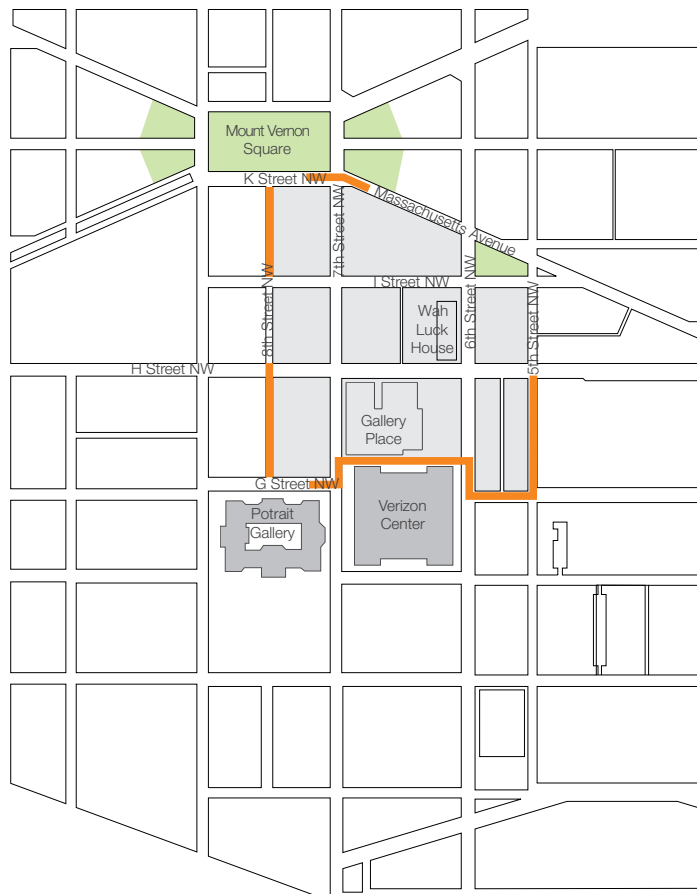 Mount Vernon
Square
K Street NW
Massachusetts Avenue
7th Street NW
I Street NW
6th Street NW
5th Street NW
8th Street NW
Wah
Luck
House
H Street NW
Gallery
Place
G Street NW
Potrait
Gallery
Verizon
Center